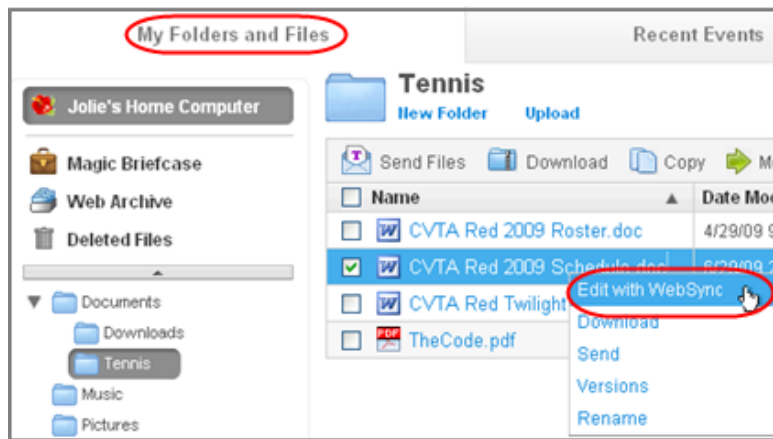 My Folders and Files
Recent Events
Jolie's Home Computer
Magic Briefcase
Web Archive
Deleted Files
Documents
Downloads
Tennis
Music
Pictures
Tennis
New Folder Upload
Send Files Download Copy
Name Date
CVTA Red 2009 Roster.doc 4/29/09
CVTA Red 2009 Schedule.doc
CVTA Red Twilight
TheCode.pdf
Edit with WebSync
Download
Send
Versions
Rename